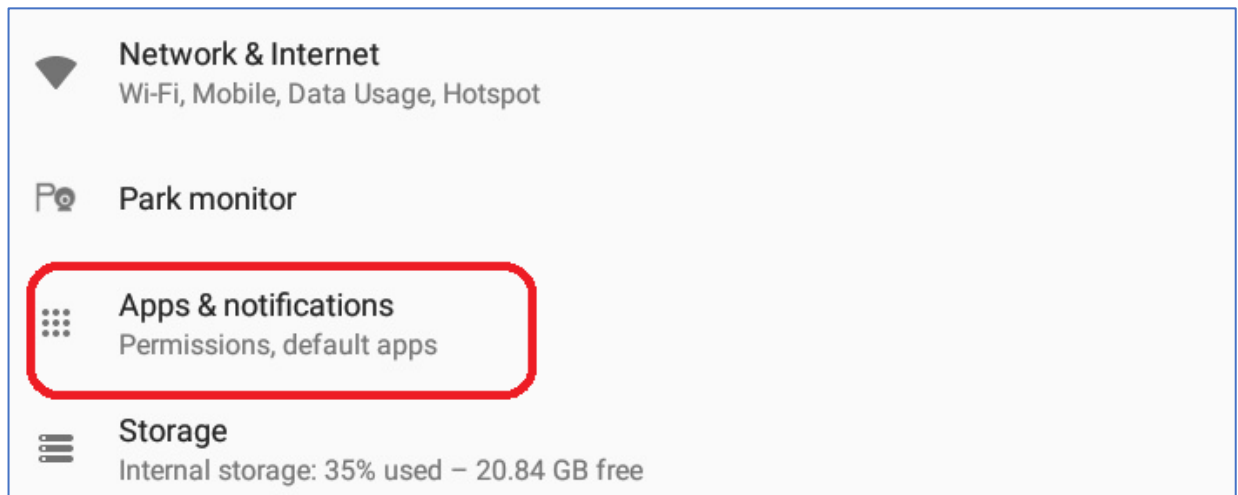 Network & Internet
Wi-Fi, Mobile, Data Usage, Hotspot
Park monitor
Apps & notifications
Permissions, default apps
Storage
Internal storage: 35% used – 20.84 GB free